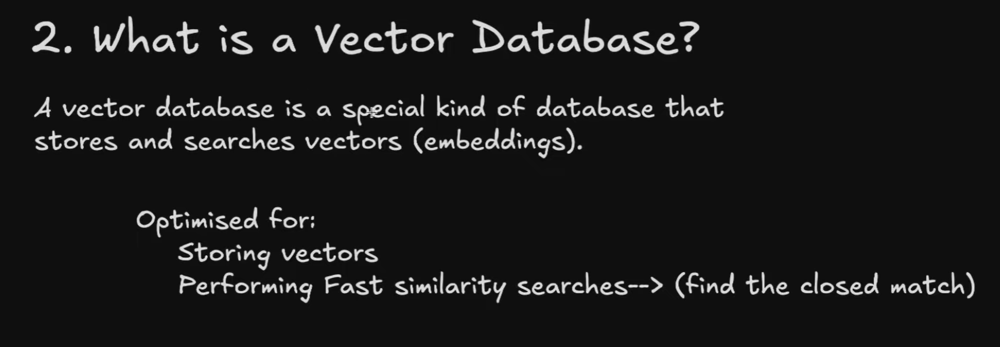 2. What is a Vector Database?
A vector database is a special kind of database that
stores and searches vectors (embeddings).
Optimised for:
Storing vectors
Performing Fast similarity searches--> (find the closed match)